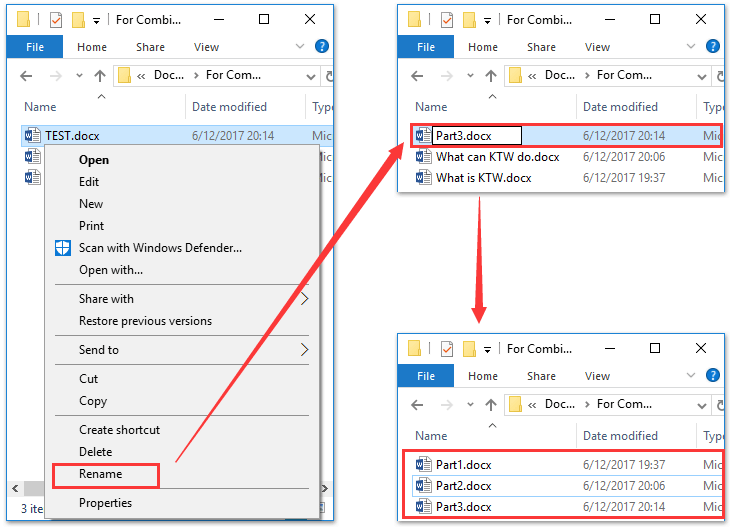 For Combi...
File Home Share View
Doc... For Com...
Name Date modified Type
TEST.docx 6/12/2017 20:14 Mic
Mic
Mic
Open
Edit
New
Print
Scan with Windows Defender...
Open with...
Share with
Restore previous versions
Send to
Cut
Copy
Create shortcut
Delete
Rename
Properties
3 ite
For Combi...
File Home Share View
Doc... For Com...
Name Date modified Typ
Part3.docx 6/12/2017 20:14 Mic
What can KTW do.docx 6/12/2017 20:06 Mic
What is KTW.docx 6/12/2017 19:37 Mic
For Combi...
File Home Share View
Doc... For Com...
Name Date modified Typ
Part1.docx 6/12/2017 19:37 Mic
Part2.docx 6/12/2017 20:06 Mic
Part3.docx 6/12/2017 20:14 Mic